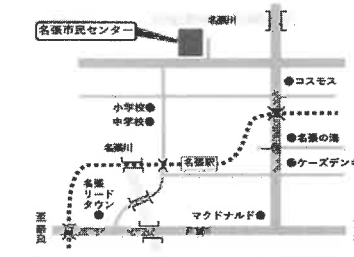 名張川
名張市民センター
コスモス
小学校
中学校
名張川
名張の湯
名張駅
ケーズデンキ
名張
リード
タウン
マクドナルド